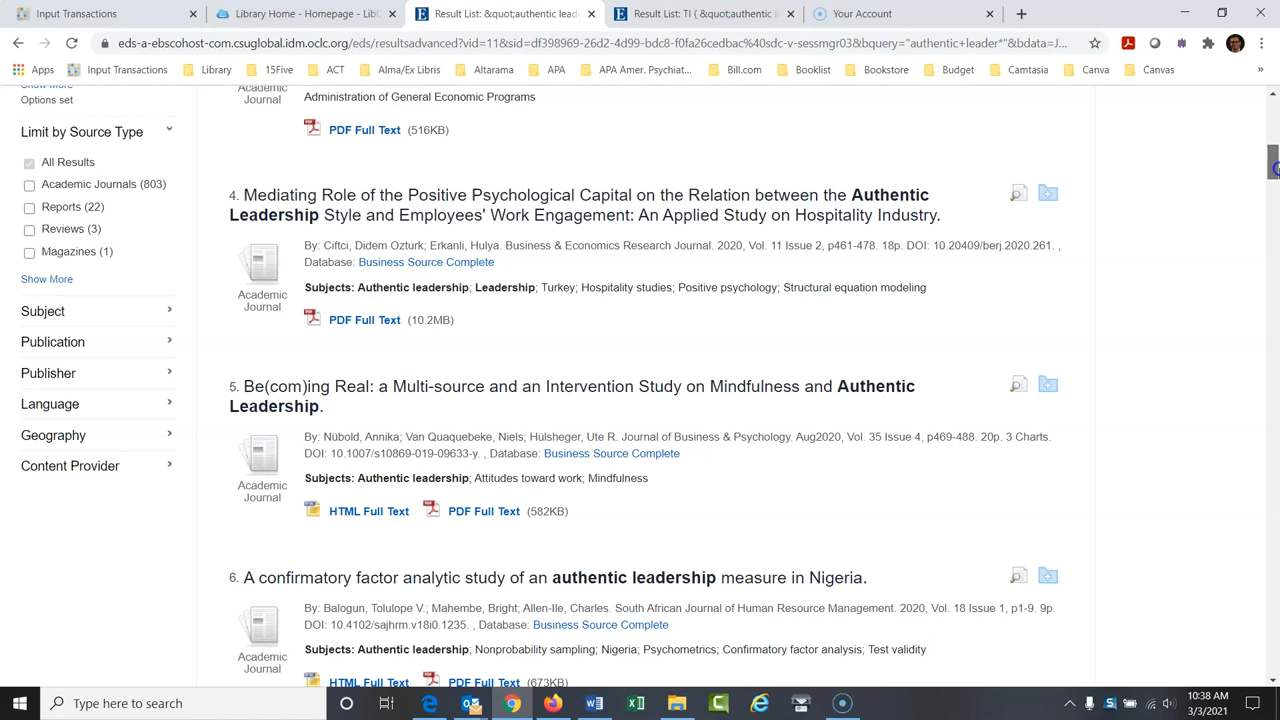 Input Transactions
Library Home - Homepage - LibC
Result List: &quot;authentic lead
Result List: TI ( &quot;authentic le
Your Account
eds-a-ebscohost-com.csuglobal.idm.oclc.org/eds/resultsadvanced?vid=11&sid=df398969-26d2-4d99-bdc8-f0fa26cedbac%40sdc-v-sessmgr03&bquery="authentic+leader*"&bdata=J...
Apps
Input Transactions
Library
15Five
ACT
Alma/Ex Libris
Altarama
APA
APA Amer. Psychiat...
Bill.com
Booklist
Bookstore
Budget
Camtasia
Canva
Canvas
»
Show More
Options set
Limit by Source Type
All Results
Academic Journals (803)
Reports (22)
Reviews (3)
Magazines (1)
Show More
Subject
Publication
Publisher
Language
Geography
Content Provider
Academic
Journal
Administration of General Economic Programs
PDF Full Text (516KB)
4. Mediating Role of the Positive Psychological Capital on the Relation between the Authentic
Leadership Style and Employees' Work Engagement: An Applied Study on Hospitality Industry.
By: Ciftci, Didem Ozturk; Erkanli, Hulya. Business & Economics Research Journal. 2020, Vol. 11 Issue 2, p461-478. 18p. DOI: 10.20409/berj.2020.261. ,
Database: Business Source Complete
Academic
Journal
Subjects: Authentic leadership; Leadership; Turkey; Hospitality studies; Positive psychology; Structural equation modeling
PDF Full Text (10.2MB)
5. Be(com)ing Real: a Multi-source and an Intervention Study on Mindfulness and Authentic
Leadership.
By: Nübold, Annika; Van Quaquebeke, Niels; Hülsheger, Ute R. Journal of Business & Psychology. Aug2020, Vol. 35 Issue 4, p469-488. 20p. 3 Charts.
DOI: 10.1007/s10869-019-09633-y. , Database: Business Source Complete
Subjects: Authentic leadership; Attitudes toward work; Mindfulness
Academic
Journal
HTML Full Text PDF Full Text (582KB)
6. A confirmatory factor analytic study of an authentic leadership measure in Nigeria.
By: Balogun, Tolulope V.; Mahembe, Bright; Allen-Ile, Charles. South African Journal of Human Resource Management. 2020, Vol. 18 Issue 1, p1-9. 9p.
DOI: 10.4102/sajhrm.v18i0.1235. , Database: Business Source Complete
Subjects: Authentic leadership; Nonprobability sampling; Nigeria; Psychometrics; Confirmatory factor analysis; Test validity
Academic
Journal
HTML Full Text PDF Full Text (673KB)
Type here to search
10:38 AM
3/3/2021